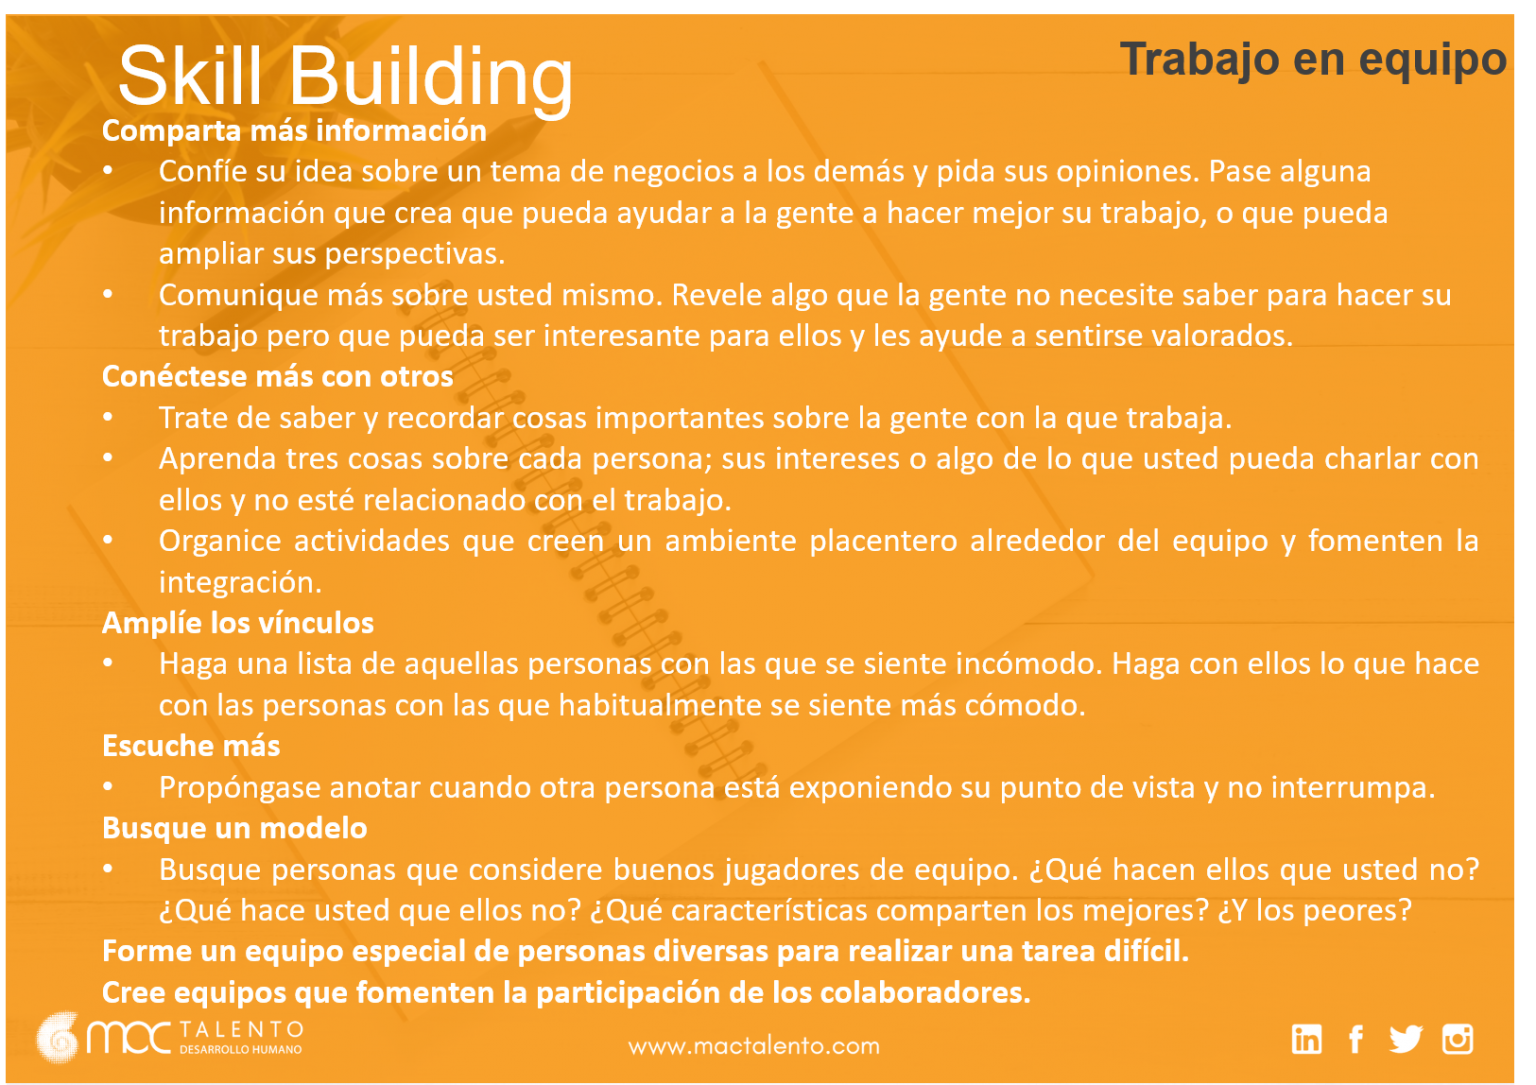 Skill Building
Trabajo en equipo
Comparta más información
• Confíe su idea sobre un tema de negocios a los demás y pida sus opiniones. Pase alguna
información que crea que pueda ayudar a la gente a hacer mejor su trabajo, o que pueda
ampliar sus perspectivas.
• Comunique más sobre usted mismo. Revele algo que la gente no necesite saber para hacer su
trabajo pero que pueda ser interesante para ellos y les ayude a sentirse valorados.
Conéctese más con otros
• Trate de saber y recordar cosas importantes sobre la gente con la que trabaja.
• Aprenda tres cosas sobre cada persona; sus intereses o algo de lo que usted pueda charlar con
ellos y no esté relacionado con el trabajo.
• Organice actividades que creen un ambiente placentero alrededor del equipo y fomenten la
integración.
Amplíe los vínculos
• Haga una lista de aquellas personas con las que se siente incómodo. Haga con ellos lo que hace
con las personas con las que habitualmente se siente más cómodo.
Escuche más
• Propóngase anotar cuando otra persona está exponiendo su punto de vista y no interrumpa.
Busque un modelo
• Busque personas que considere buenos jugadores de equipo. ¿Qué hacen ellos que usted no?
¿Qué hace usted que ellos no? ¿Qué características comparten los mejores? ¿Y los peores?
Forme un equipo especial de personas diversas para realizar una tarea difícil.
Cree equipos que fomenten la participación de los colaboradores.
mac TALENTO
DESARROLLO HUMANO
www.mactalento.com